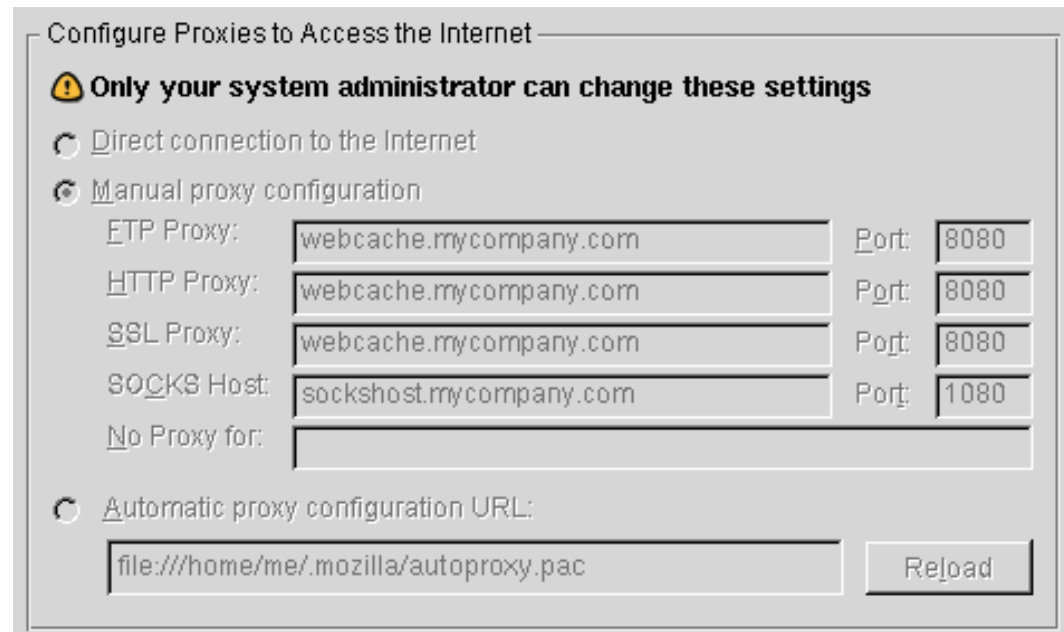 Configure Proxies to Access the Internet
Only your system administrator can change these settings
Direct connection to the Internet
Manual proxy configuration
FTP Proxy: webcache.mycompany.com Port: 8080
HTTP Proxy: webcache.mycompany.com Port: 8080
SSL Proxy: webcache.mycompany.com Port: 8080
SOCKS Host: sockshost.mycompany.com Port: 1080
No Proxy for:
Automatic proxy configuration URL:
file:///home/me/.mozilla/autoproxy.pac Reload